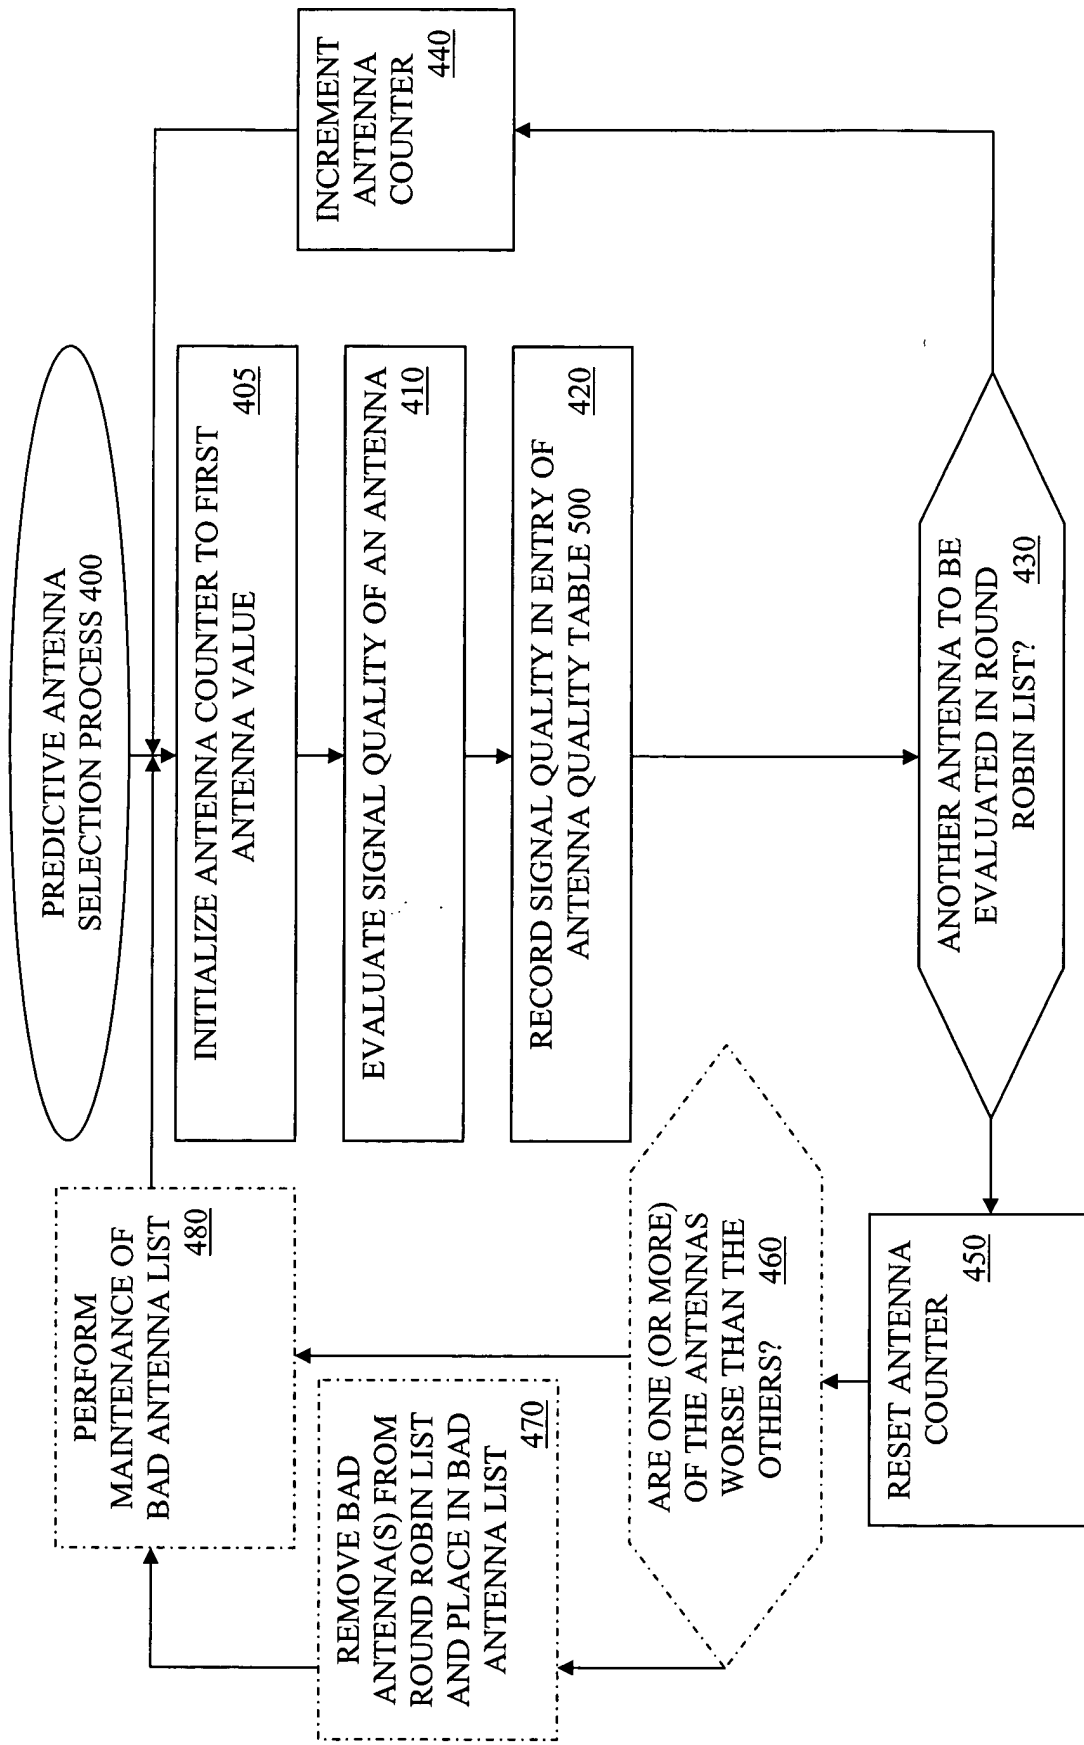 PREDICTIVE ANTENNA
SELECTION PROCESS 400
INITIALIZE ANTENNA COUNTER TO FIRST
ANTENNA VALUE
405
EVALUATE SIGNAL QUALITY OF AN ANTENNA
410
RECORD SIGNAL QUALITY IN ENTRY OF
ANTENNA QUALITY TABLE 500
420
ANOTHER ANTENNA TO BE
EVALUATED IN ROUND
ROBIN LIST?
430
INCREMENT
ANTENNA
COUNTER
440
RESET ANTENNA
COUNTER
450
ARE ONE (OR MORE)
OF THE ANTENNAS
WORSE THAN THE
OTHERS?
460
REMOVE BAD
ANTENNA(S) FROM
ROUND ROBIN LIST
AND PLACE IN BAD
ANTENNA LIST
470
PERFORM
MAINTENANCE OF
BAD ANTENNA LIST
480